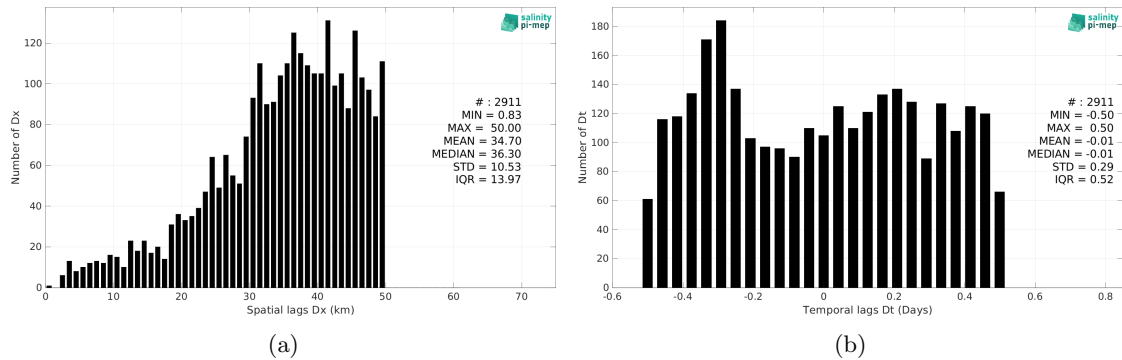 salinity
pi-mep
120
100
80
60
40
20
0
Number of Dx
# : 2911
MIN = 0.83
MAX = 50.00
MEAN = 34.70
MEDIAN = 36.30
STD = 10.53
IQR = 13.97
0 10 20 30 40 50 60 70
Spatial lags Dx (km)
(a)
salinity
pi-mep
180
160
140
120
100
80
60
40
20
0
Number of Dt
# : 2911
MIN = -0.50
MAX = 0.50
MEAN = -0.01
MEDIAN = -0.01
STD = 0.29
IQR = 0.52
-0.6 -0.4 -0.2 0 0.2 0.4 0.6 0.8
Temporal lags Dt (Days)
(b)